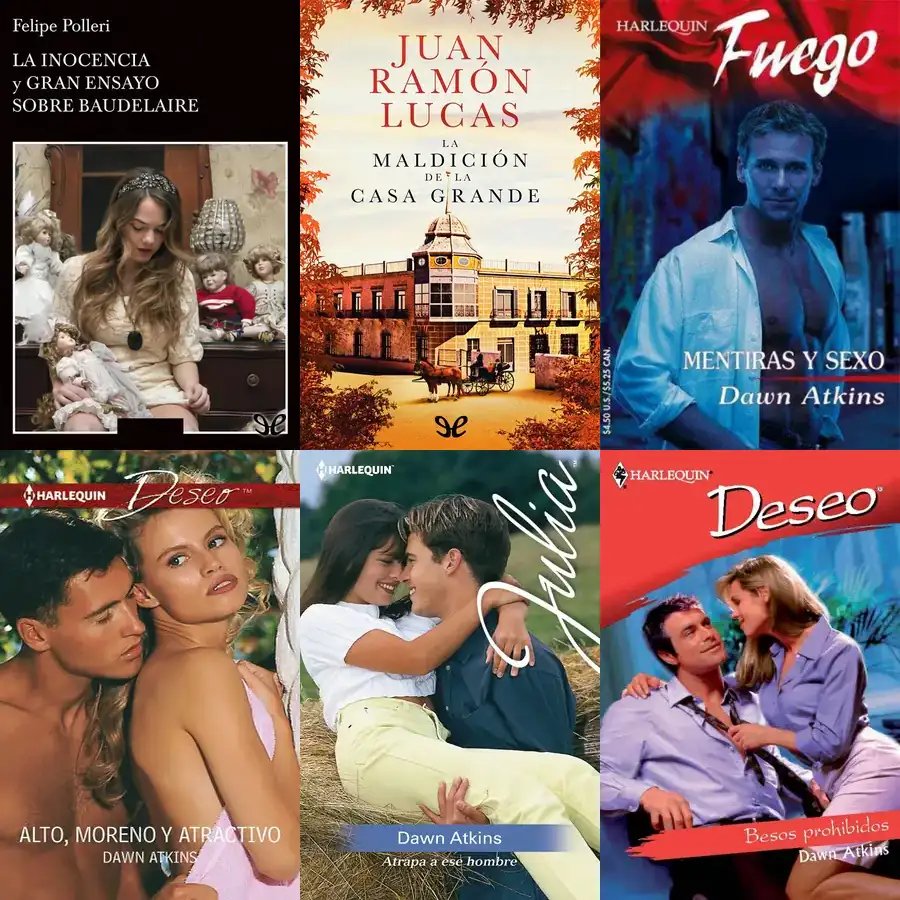 Felipe Polleri
LA INOCENCIA
y GRAN ENSAYO
SOBRE BAUDELAIRE
JUAN
RAMÓN
LUCAS
LA
MALDICIÓN
DE LA
CASA GRANDE
HARLEQUIN
Fuego
MENTIRAS Y SEXO
Dawn Atkins
$4.50 U.S./$5.25 CAN.
HARLEQUIN Deseo™
ALTO, MORENO Y ATRACTIVO
DAWN ATKINS
HARLEQUIN™
Julia
Dawn Atkins
Atrapa a ese hombre
HARLEQUIN®
Deseo®
Besos prohibidos
Dawn Atkins